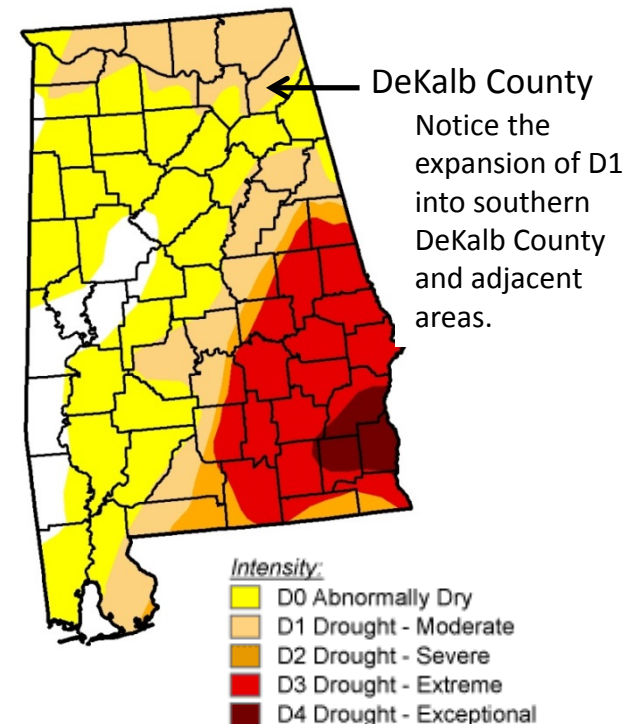 DeKalb County
Notice the
expansion of D1
into southern
DeKalb County
and adjacent
areas.
Intensity:
D0 Abnormally Dry
D1 Drought - Moderate
D2 Drought - Severe
D3 Drought - Extreme
D4 Drought - Exceptional